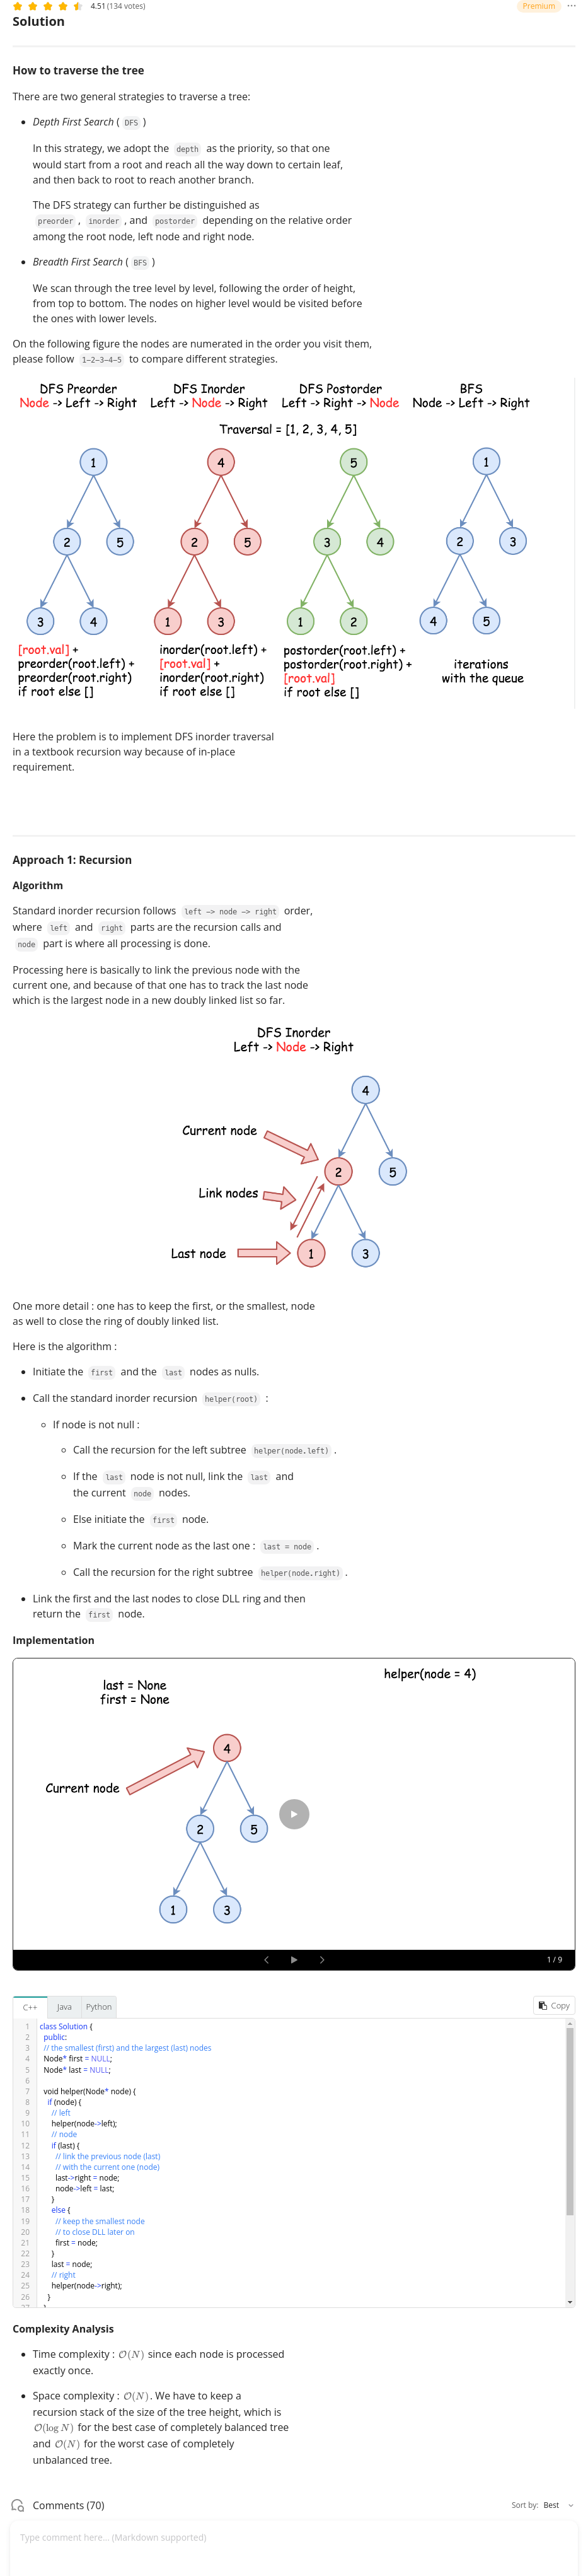 4.51 (134 votes)
Premium
Solution
How to traverse the tree
There are two general strategies to traverse a tree:
Depth First Search ( DFS )
In this strategy, we adopt the depth as the priority, so that one
would start from a root and reach all the way down to certain leaf,
and then back to root to reach another branch.
The DFS strategy can further be distinguished as
preorder , inorder , and postorder depending on the relative order
among the root node, left node and right node.
Breadth First Search ( BFS )
We scan through the tree level by level, following the order of height,
from top to bottom. The nodes on higher level would be visited before
the ones with lower levels.
On the following figure the nodes are numerated in the order you visit them,
please follow 1-2-3-4-5 to compare different strategies.
DFS Preorder
Node -> Left -> Right
DFS Inorder
Left -> Node -> Right
DFS Postorder
Left -> Right -> Node
BFS
Node -> Left -> Right
Traversal = [1, 2, 3, 4, 5]
1
2 5
3 4
4
2 5
1 3
5
3 4
1 2
1
2 3
4 5
[root.val] +
preorder(root.left) +
preorder(root.right)
if root else []
inorder(root.left) +
[root.val] +
inorder(root.right)
if root else []
postorder(root.left) +
postorder(root.right) +
[root.val]
if root else []
iterations
with the queue
Here the problem is to implement DFS inorder traversal
in a textbook recursion way because of in-place
requirement.
Approach 1: Recursion
Algorithm
Standard inorder recursion follows left -> node -> right order,
where left and right parts are the recursion calls and
node part is where all processing is done.
Processing here is basically to link the previous node with the
current one, and because of that one has to track the last node
which is the largest node in a new doubly linked list so far.
DFS Inorder
Left -> Node -> Right
4
Current node
2 5
Link nodes
Last node
1 3
One more detail : one has to keep the first, or the smallest, node
as well to close the ring of doubly linked list.
Here is the algorithm :
Initiate the first and the last nodes as nulls.
Call the standard inorder recursion helper(root) :
If node is not null :
Call the recursion for the left subtree helper(node.left) .
If the last node is not null, link the last and
the current node nodes.
Else initiate the first node.
Mark the current node as the last one : last = node .
Call the recursion for the right subtree helper(node.right) .
Link the first and the last nodes to close DLL ring and then
return the first node.
Implementation
last = None
first = None
helper(node = 4)
4
Current node
2 5
1 3
1 / 9
C++ Java Python
Copy
1 class Solution {
2 public:
3 // the smallest (first) and the largest (last) nodes
4 Node* first = NULL;
5 Node* last = NULL;
6
7 void helper(Node* node) {
8 if (node) {
9 // left
10 helper(node->left);
11 // node
12 if (last) {
13 // link the previous node (last)
14 // with the current one (node)
15 last->right = node;
16 node->left = last;
17 }
18 else {
19 // keep the smallest node
20 // to close DLL later on
21 first = node;
22 }
23 last = node;
24 // right
25 helper(node->right);
26 }
Complexity Analysis
Time complexity : O(N) since each node is processed
exactly once.
Space complexity : O(N). We have to keep a
recursion stack of the size of the tree height, which is
O(log N) for the best case of completely balanced tree
and O(N) for the worst case of completely
unbalanced tree.
Comments (70)
Sort by: Best
Type comment here... (Markdown supported)